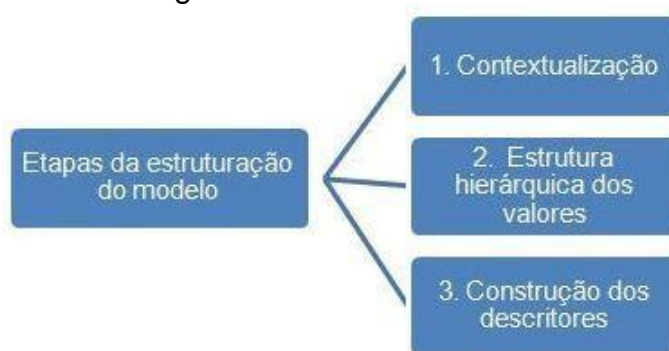 Etapas da estruturação
do modelo
1. Contextualização
2. Estrutura
hierárquica dos
valores
3. Construção dos
descritores